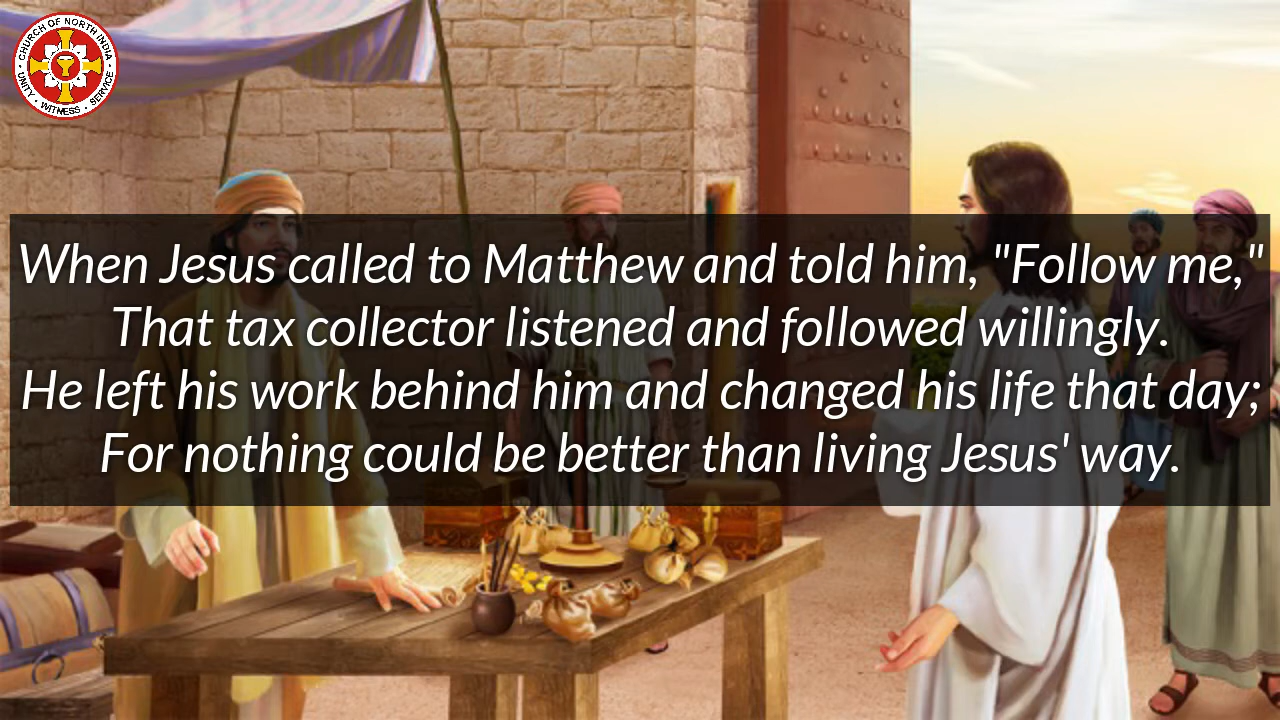 CHURCH OF NORTH INDIA
UNITY • WITNESS • SERVICE
When Jesus called to Matthew and told him, "Follow me,"
That tax collector listened and followed willingly.
He left his work behind him and changed his life that day;
For nothing could be better than living Jesus' way.